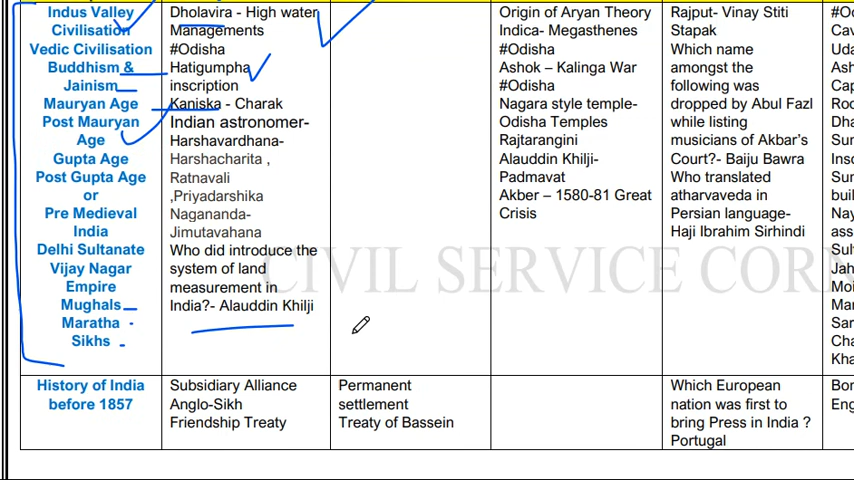 Indus Valley
Civilisation
Vedic Civilisation
Buddhism &
Jainism
Mauryan Age
Post Mauryan
Age
Gupta Age
Post Gupta Age
or
Pre Medieval
India
Delhi Sultanate
Vijay Nagar
Empire
Mughals
Maratha
Sikhs
Dholavira - High water
Managements
#Odisha
Hatigumpha
inscription
Kaniska - Charak
Indian astronomer-
Harshavardhana-
Harshacharita ,
Ratnavali
,Priyadarshika
Nagananda-
Jimutavahana
Who did introduce the
system of land
measurement in
India?- Alauddin Khilji
Origin of Aryan Theory
Indica- Megasthenes
#Odisha
Ashok – Kalinga War
#Odisha
Nagara style temple-
Odisha Temples
Rajtarangini
Alauddin Khilji-
Padmavat
Akber – 1580-81 Great
Crisis
Rajput- Vinay Stiti
Stapak
Which name
amongst the
following was
dropped by Abul Fazl
while listing
musicians of Akbar's
Court?- Baiju Bawra
Who translated
atharvaveda in
Persian language-
Haji Ibrahim Sirhindi
CIVIL SERVICE CORN
History of India
before 1857
Subsidiary Alliance
Anglo-Sikh
Friendship Treaty
Permanent
settlement
Treaty of Bassein
Which European
nation was first to
bring Press in India ?
Portugal